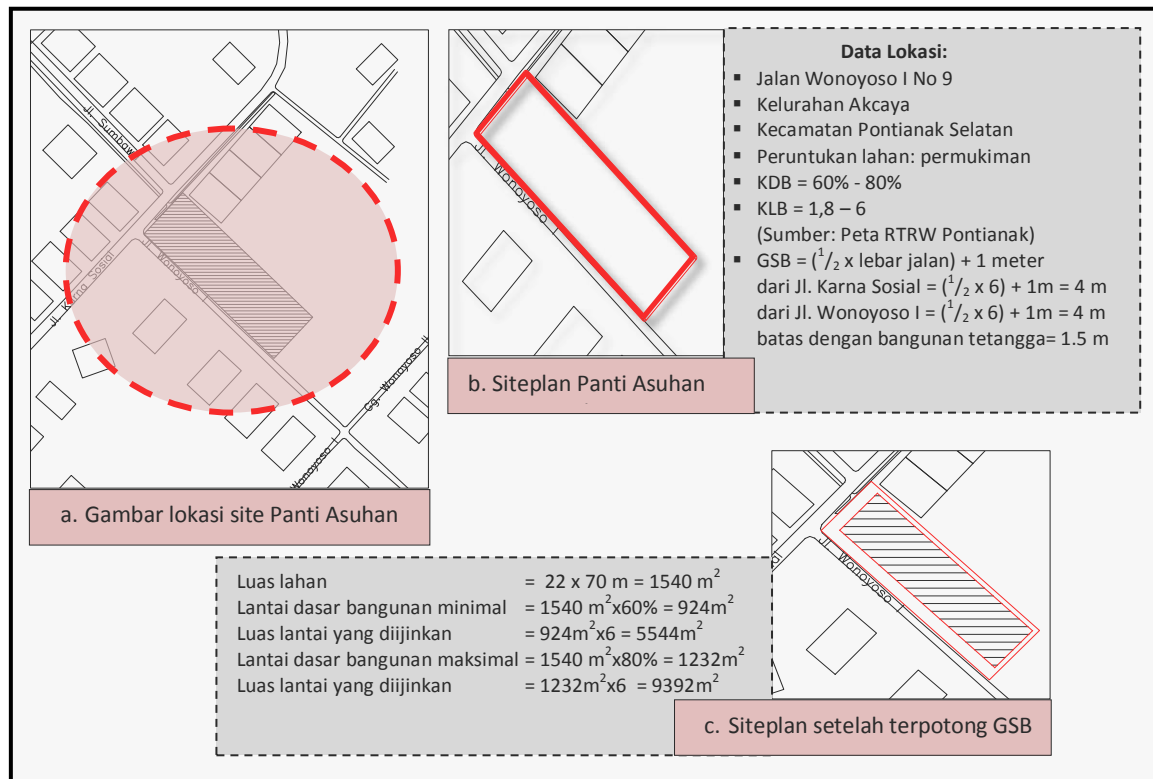 Jl. Sumbaw
Jl. Karna Sosial
Jl. Wonoyoso I
Gg. Wonoyoso II
Wonoyoso I
a. Gambar lokasi site Panti Asuhan
Jl. Wonoyoso I
b. Siteplan Panti Asuhan
Data Lokasi:
▪ Jalan Wonoyoso I No 9
▪ Kelurahan Akcaya
▪ Kecamatan Pontianak Selatan
▪ Peruntukan lahan: permukiman
▪ KDB = 60% - 80%
▪ KLB = 1,8 – 6
(Sumber: Peta RTRW Pontianak)
▪ GSB = (1/2 x lebar jalan) + 1 meter
dari Jl. Karna Sosial = (1/2 x 6) + 1m = 4 m
dari Jl. Wonoyoso I = (1/2 x 6) + 1m = 4 m
batas dengan bangunan tetangga= 1.5 m
Luas lahan = 22 x 70 m = 1540 m²
Lantai dasar bangunan minimal = 1540 m²x60% = 924m²
Luas lantai yang diijinkan = 924m²x6 = 5544m²
Lantai dasar bangunan maksimal = 1540 m²x80% = 1232m²
Luas lantai yang diijinkan = 1232m²x6 = 9392m²
ial
Jl. Wonoyoso I
c. Siteplan setelah terpotong GSB